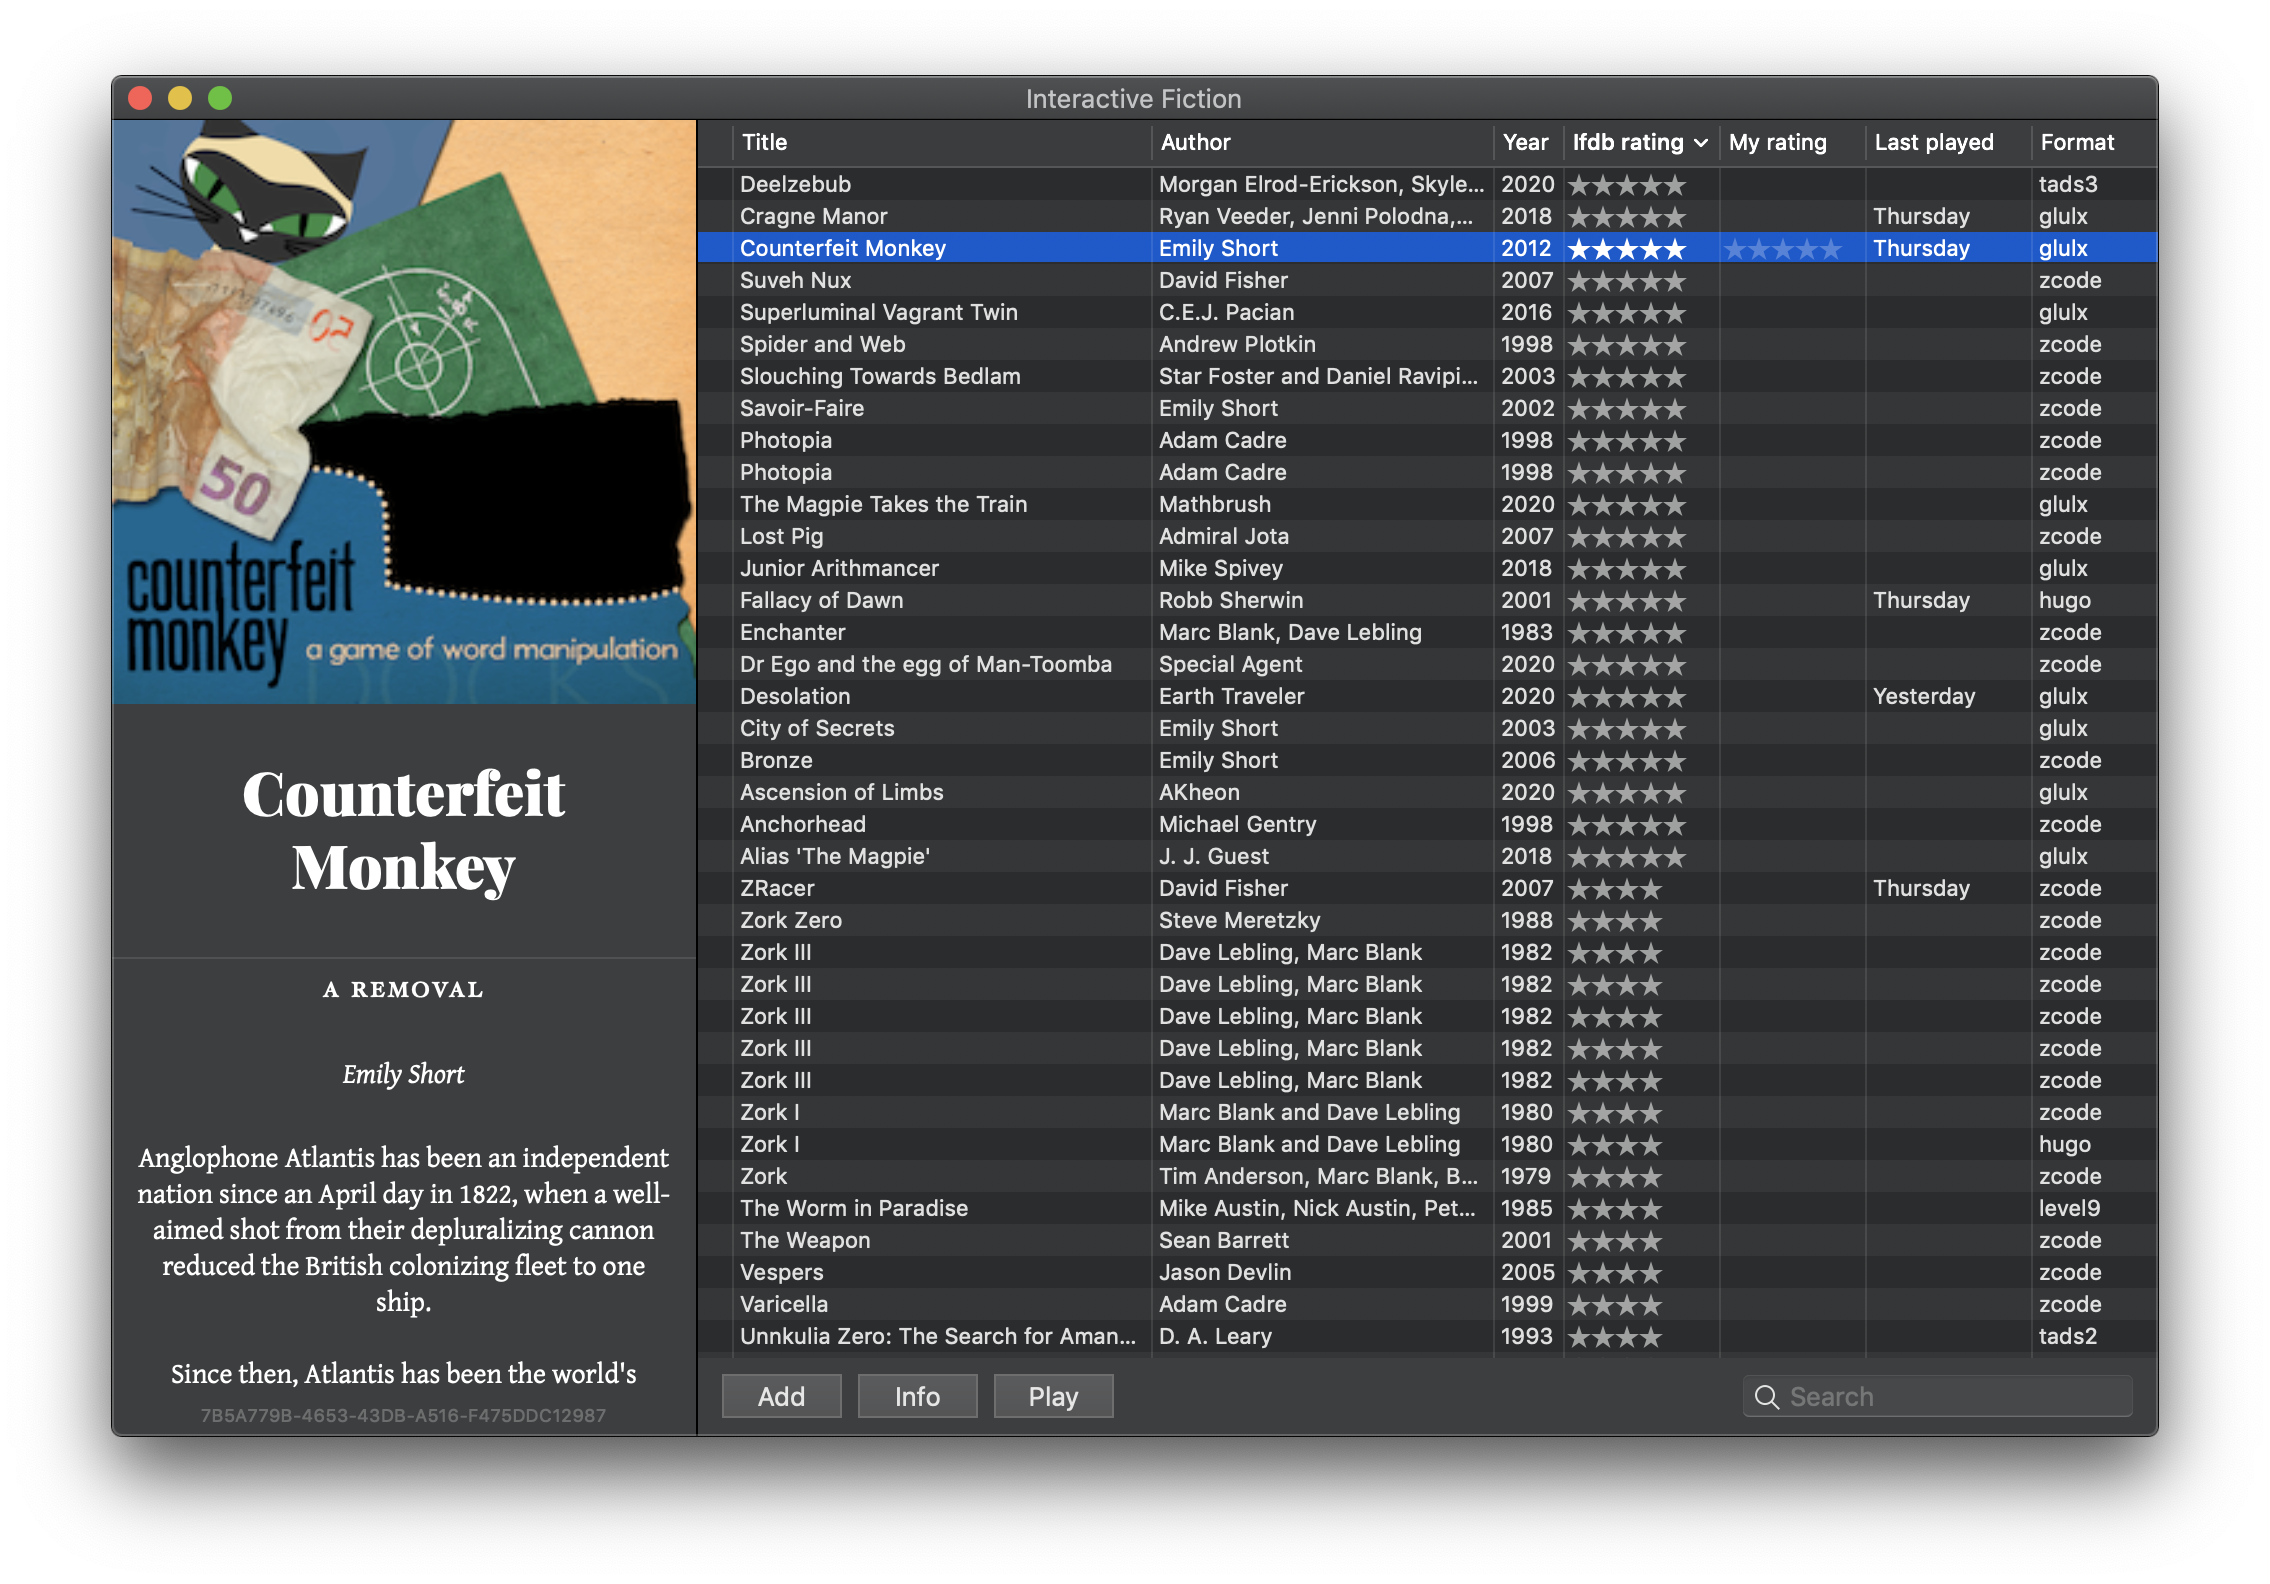 Interactive Fiction
50
counterfeit
monkey
a game of word manipulation
DOCKS
Counterfeit
Monkey
A REMOVAL
Emily Short
Anglophone Atlantis has been an independent
nation since an April day in 1822, when a well-
aimed shot from their depluralizing cannon
reduced the British colonizing fleet to one
ship.
Since then, Atlantis has been the world's
7B5A779B-4653-43DB-A516-F475DDC12987
Title Author Year Ifdb rating My rating Last played Format
Deelzebub Morgan Elrod-Erickson, Skyle... 2020 ★★★★★ tads3
Cragne Manor Ryan Veeder, Jenni Polodna,... 2018 ★★★★★ Thursday glulx
Counterfeit Monkey Emily Short 2012 ★★★★★ ★★★★★ Thursday glulx
Suveh Nux David Fisher 2007 ★★★★★ zcode
Superluminal Vagrant Twin C.E.J. Pacian 2016 ★★★★★ glulx
Spider and Web Andrew Plotkin 1998 ★★★★★ zcode
Slouching Towards Bedlam Star Foster and Daniel Ravipi... 2003 ★★★★★ zcode
Savoir-Faire Emily Short 2002 ★★★★★ zcode
Photopia Adam Cadre 1998 ★★★★★ zcode
Photopia Adam Cadre 1998 ★★★★★ zcode
The Magpie Takes the Train Mathbrush 2020 ★★★★★ glulx
Lost Pig Admiral Jota 2007 ★★★★★ zcode
Junior Arithmancer Mike Spivey 2018 ★★★★★ glulx
Fallacy of Dawn Robb Sherwin 2001 ★★★★★ Thursday hugo
Enchanter Marc Blank, Dave Lebling 1983 ★★★★★ zcode
Dr Ego and the egg of Man-Toomba Special Agent 2020 ★★★★★ zcode
Desolation Earth Traveler 2020 ★★★★★ Yesterday glulx
City of Secrets Emily Short 2003 ★★★★★ glulx
Bronze Emily Short 2006 ★★★★★ zcode
Ascension of Limbs AKheon 2020 ★★★★★ glulx
Anchorhead Michael Gentry 1998 ★★★★★ zcode
Alias 'The Magpie' J. J. Guest 2018 ★★★★★ glulx
ZRacer David Fisher 2007 ★★★★ Thursday zcode
Zork Zero Steve Meretzky 1988 ★★★★ zcode
Zork III Dave Lebling, Marc Blank 1982 ★★★★ zcode
Zork III Dave Lebling, Marc Blank 1982 ★★★★ zcode
Zork III Dave Lebling, Marc Blank 1982 ★★★★ zcode
Zork III Dave Lebling, Marc Blank 1982 ★★★★ zcode
Zork III Dave Lebling, Marc Blank 1982 ★★★★ zcode
Zork I Marc Blank and Dave Lebling 1980 ★★★★ zcode
Zork I Marc Blank and Dave Lebling 1980 ★★★★ hugo
Zork Tim Anderson, Marc Blank, B... 1979 ★★★★ zcode
The Worm in Paradise Mike Austin, Nick Austin, Pet... 1985 ★★★★ level9
The Weapon Sean Barrett 2001 ★★★★ zcode
Vespers Jason Devlin 2005 ★★★★ zcode
Varicella Adam Cadre 1999 ★★★★ zcode
Unnkulia Zero: The Search for Aman... D. A. Leary 1993 ★★★★ tads2
Add Info Play Search